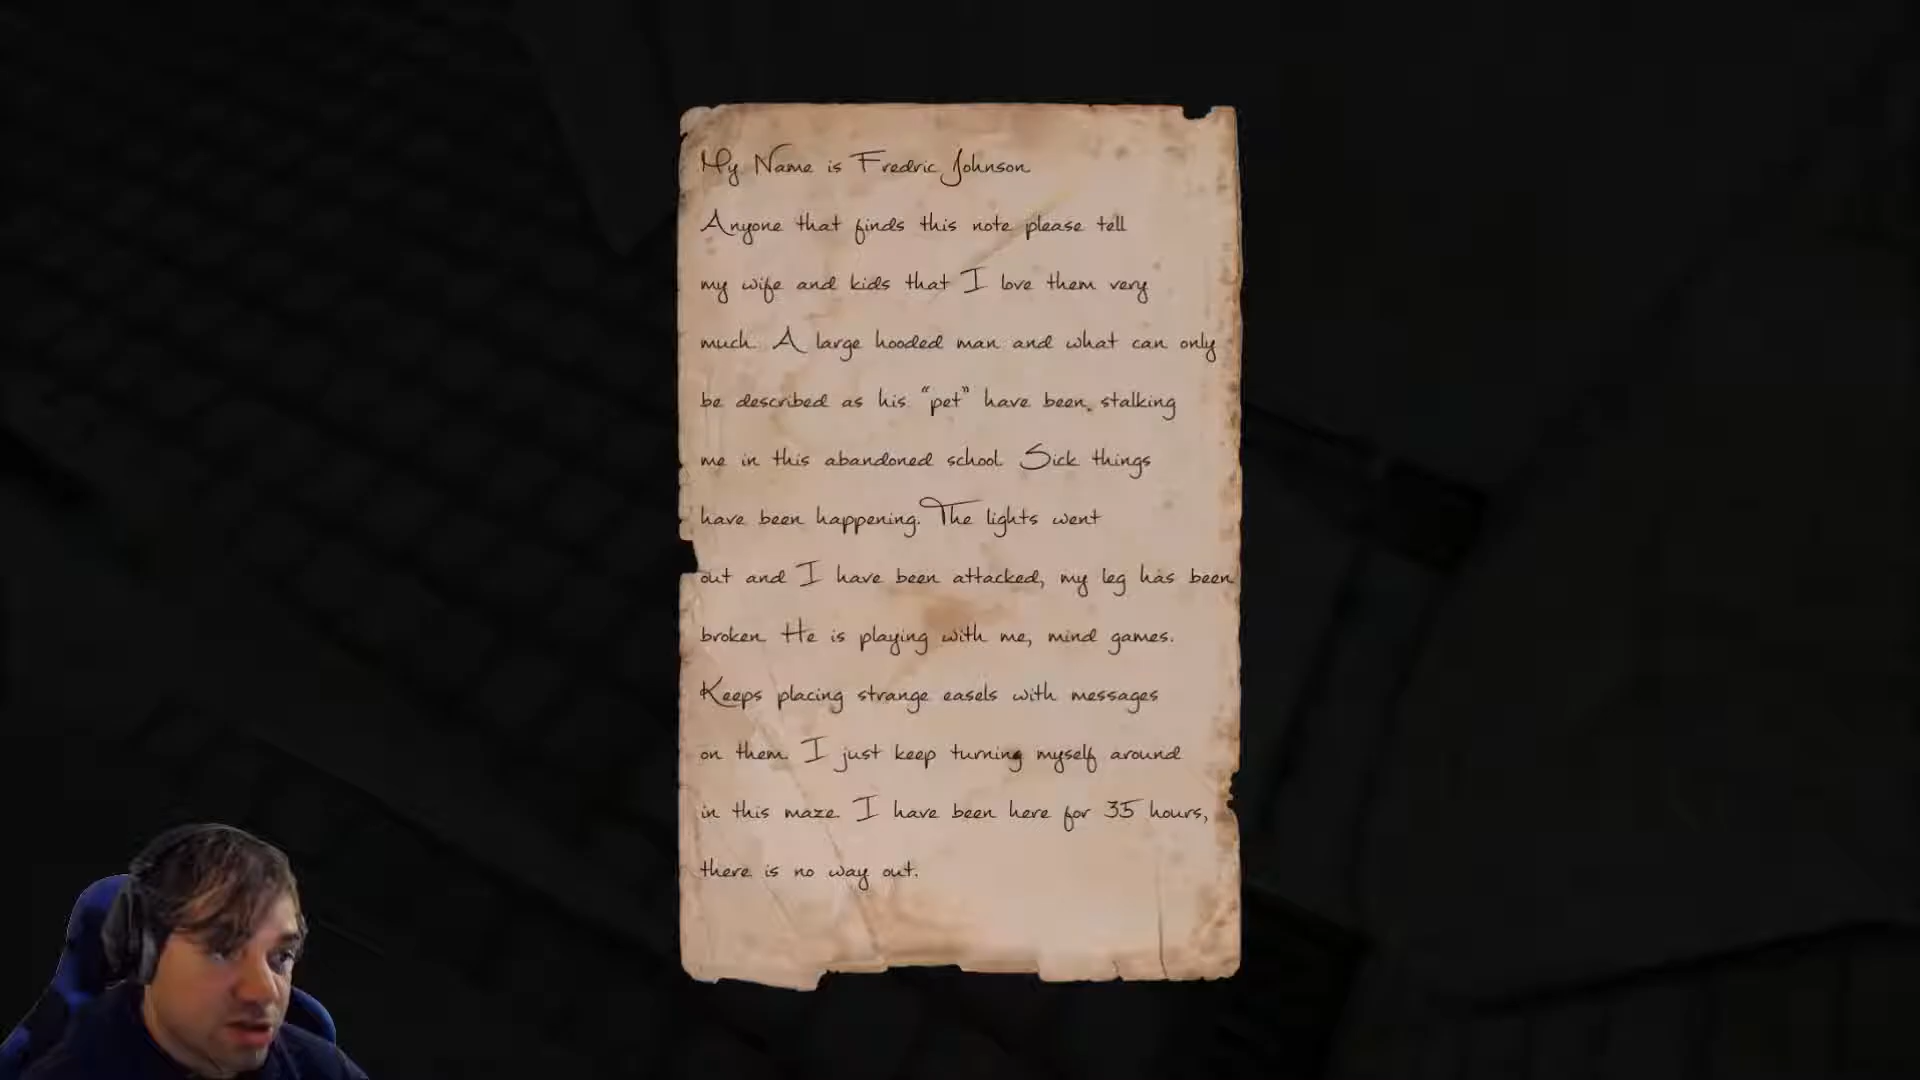 My Name is Fredric Johnson
Anyone that finds this note please tell
my wife and kids that I love them very
much. A large hooded man and what can only
be described as his "pet" have been stalking
me in this abandoned school. Sick things
have been happening. The lights went
out and I have been attacked, my leg has been
broken. He is playing with me, mind games.
Keeps placing strange easels with messages
on them. I just keep turning myself around
in this maze. I have been here for 35 hours,
there is no way out.